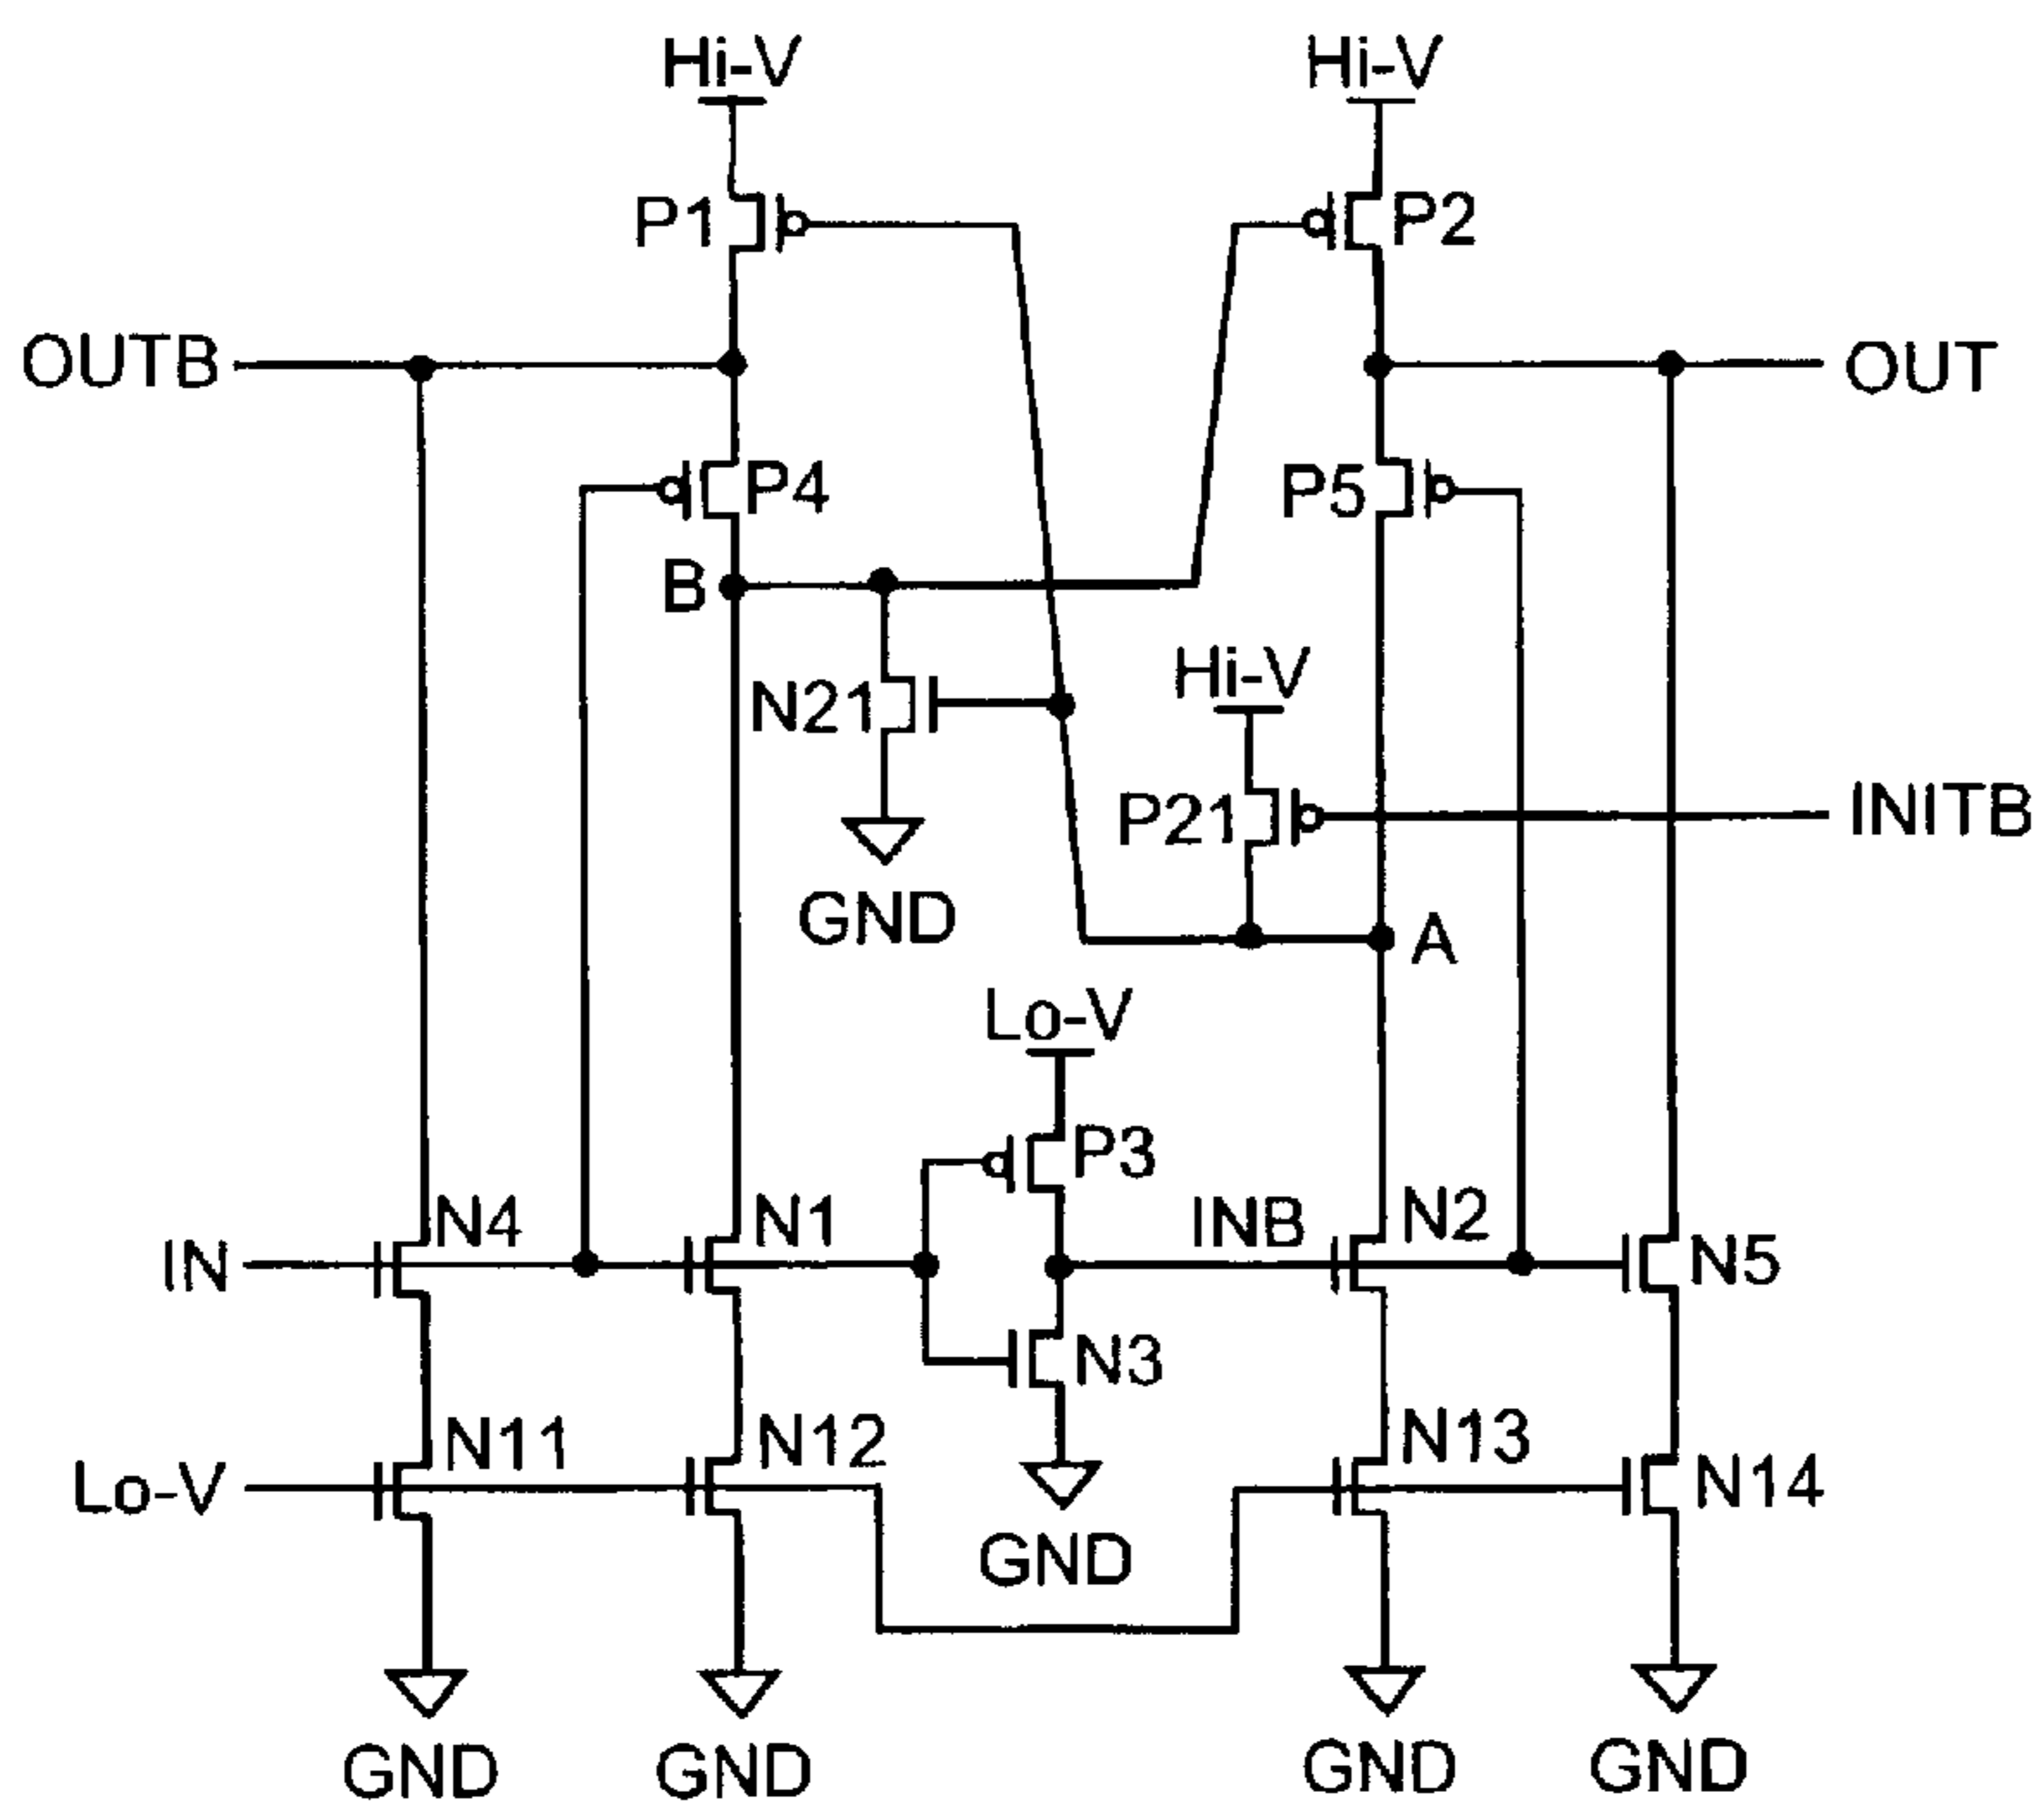 Hi-V Hi-V
P1 P2
OUTB OUT
P4 P5
B
Hi-V
N21
P21 INITB
GND
A
Lo-V
P3
IN N4 N1 INB N2 N5
N3
Lo-V N11 N12 N13 N14
GND
GND GND GND GND